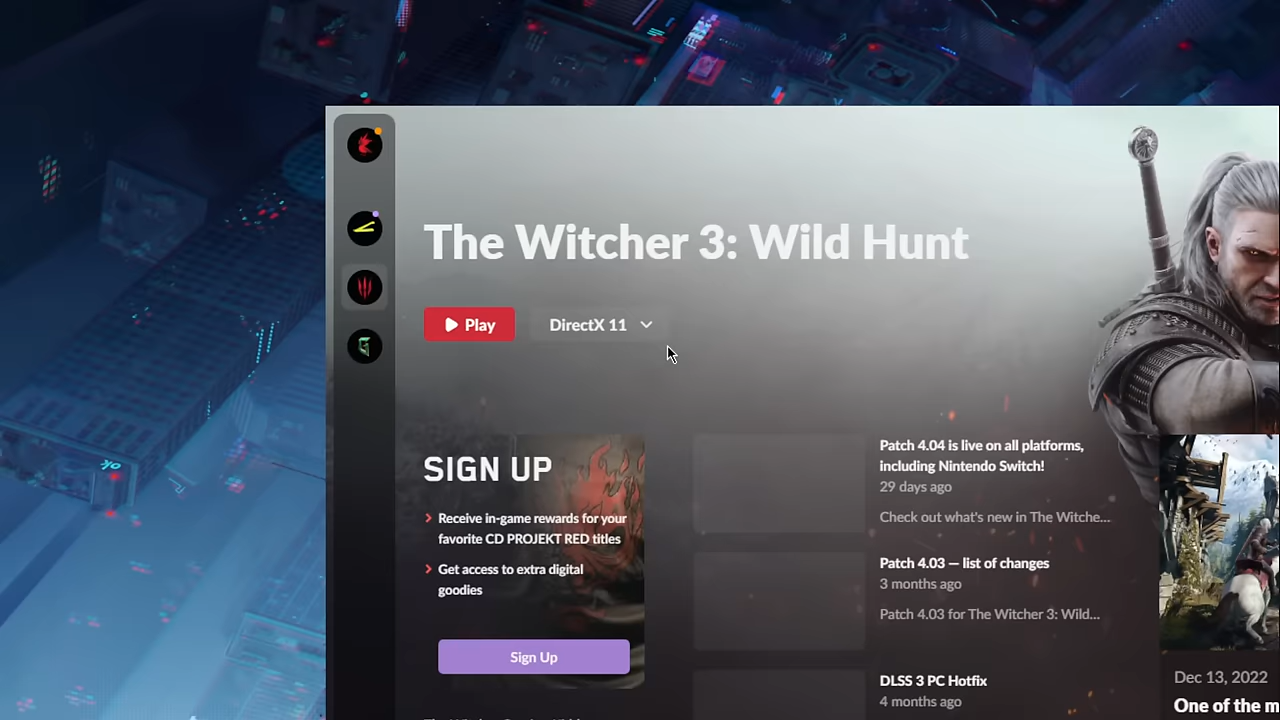 The Witcher 3: Wild Hunt
Play
DirectX 11
SIGN UP
Receive in-game rewards for your
favorite CD PROJEKT RED titles
Get access to extra digital
goodies
Sign Up
Patch 4.04 is live on all platforms,
including Nintendo Switch!
29 days ago
Check out what's new in The Witche...
Patch 4.03 — list of changes
3 months ago
Patch 4.03 for The Witcher 3: Wild...
DLSS 3 PC Hotfix
4 months ago
Dec 13, 2022
One of the m